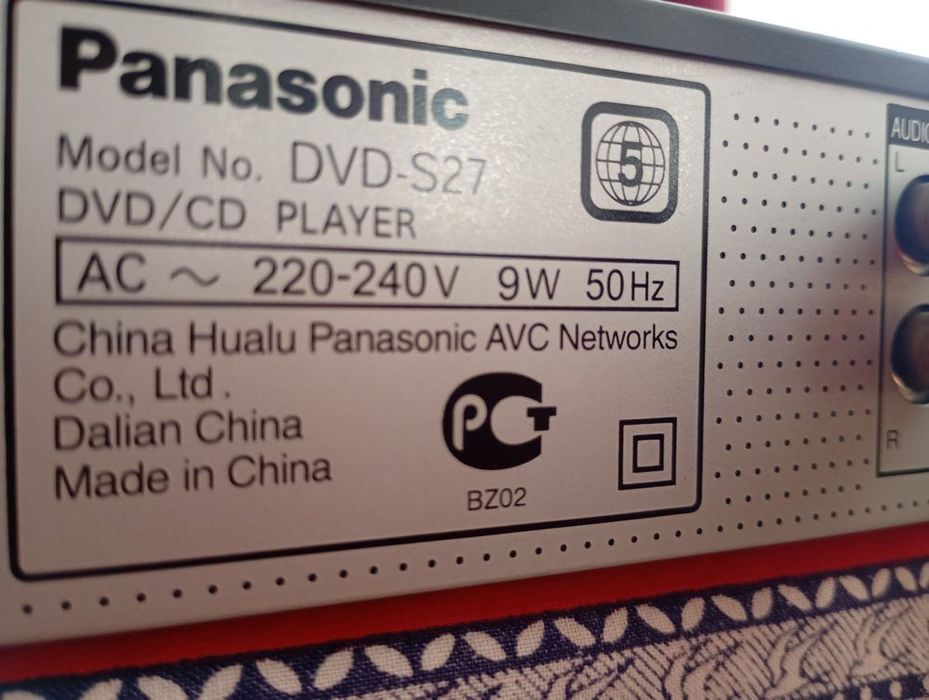 Panasonic
Model No. DVD-S27
DVD/CD PLAYER
5
AC ~ 220-240V 9W 50Hz
China Hualu Panasonic AVC Networks
Co., Ltd.
Dalian China
Made in China
РСТ
BZ02
AUDIO
L
R